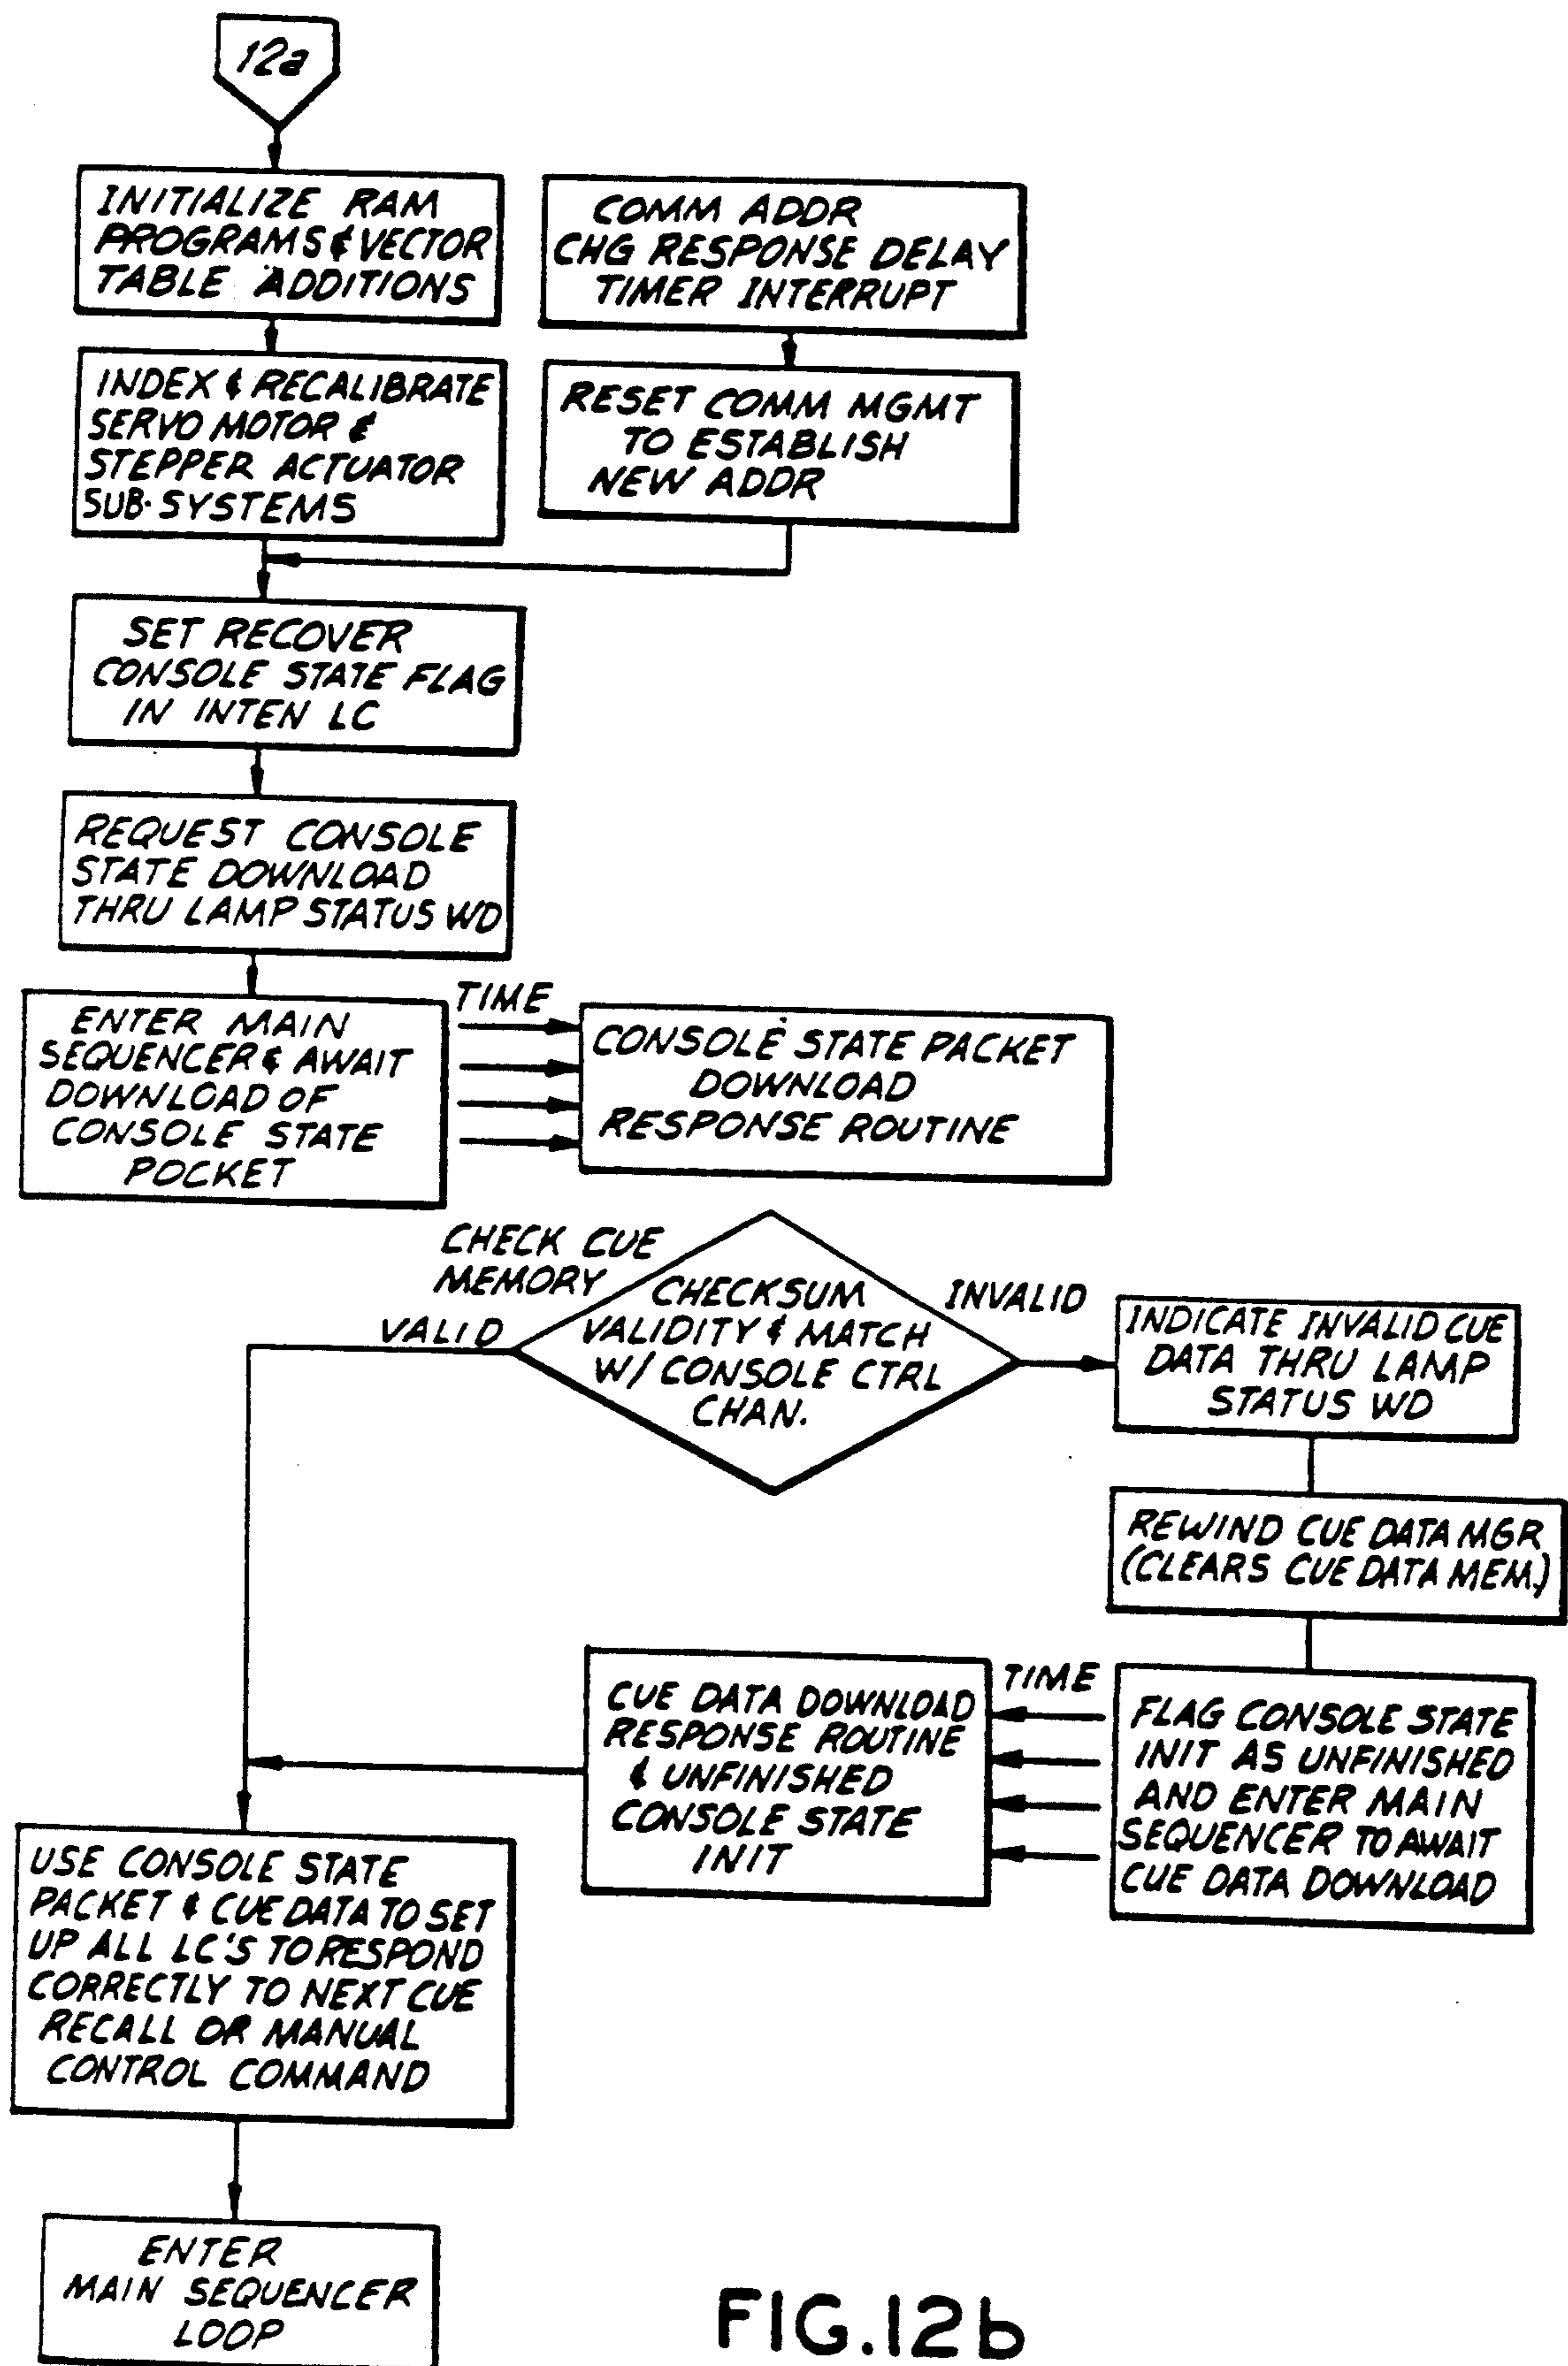 12a
INITIALIZE RAM
PROGRAMS & VECTOR
TABLE ADDITIONS
COMM ADDR
CHG RESPONSE DELAY
TIMER INTERRUPT
INDEX & RECALIBRATE
SERVO MOTOR &
STEPPER ACTUATOR
SUB-SYSTEMS
RESET COMM MGMT
TO ESTABLISH
NEW ADDR
SET RECOVER
CONSOLE STATE FLAG
IN INTEN LC
REQUEST CONSOLE
STATE DOWNLOAD
THRU LAMP STATUS WD
ENTER MAIN
SEQUENCER & AWAIT
DOWNLOAD OF
CONSOLE STATE
POCKET
TIME
CONSOLE STATE PACKET
DOWNLOAD
RESPONSE ROUTINE
CHECK CUE
MEMORY
CHECKSUM
VALIDITY & MATCH
W/ CONSOLE CTRL
CHAN.
VALID
INVALID
INDICATE INVALID CUE
DATA THRU LAMP
STATUS WD
REWIND CUE DATA MGR
(CLEARS CUE DATA MEM.)
FLAG CONSOLE STATE
INIT AS UNFINISHED
AND ENTER MAIN
SEQUENCER TO AWAIT
CUE DATA DOWNLOAD
TIME
CUE DATA DOWNLOAD
RESPONSE ROUTINE
& UNFINISHED
CONSOLE STATE
INIT
USE CONSOLE STATE
PACKET & CUE DATA TO SET
UP ALL LC'S TO RESPOND
CORRECTLY TO NEXT CUE
RECALL OR MANUAL
CONTROL COMMAND
ENTER
MAIN SEQUENCER
LOOP
FIG.12b